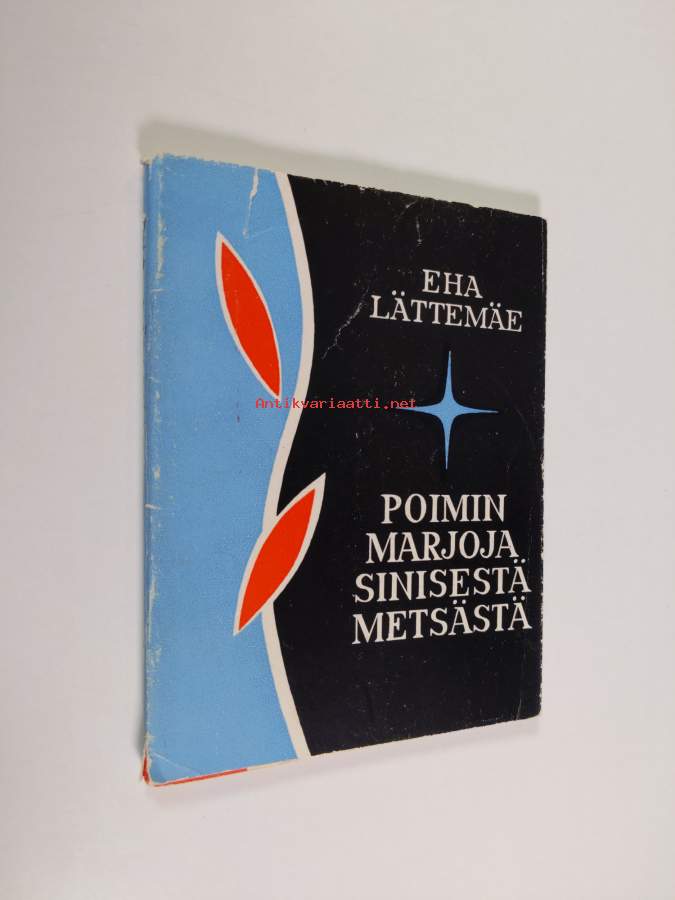 EHA
LÄTTEMÄE
Antikvariaatti.net
POIMIN
MARJOJA
SINISESTÄ
METSÄSTÄ